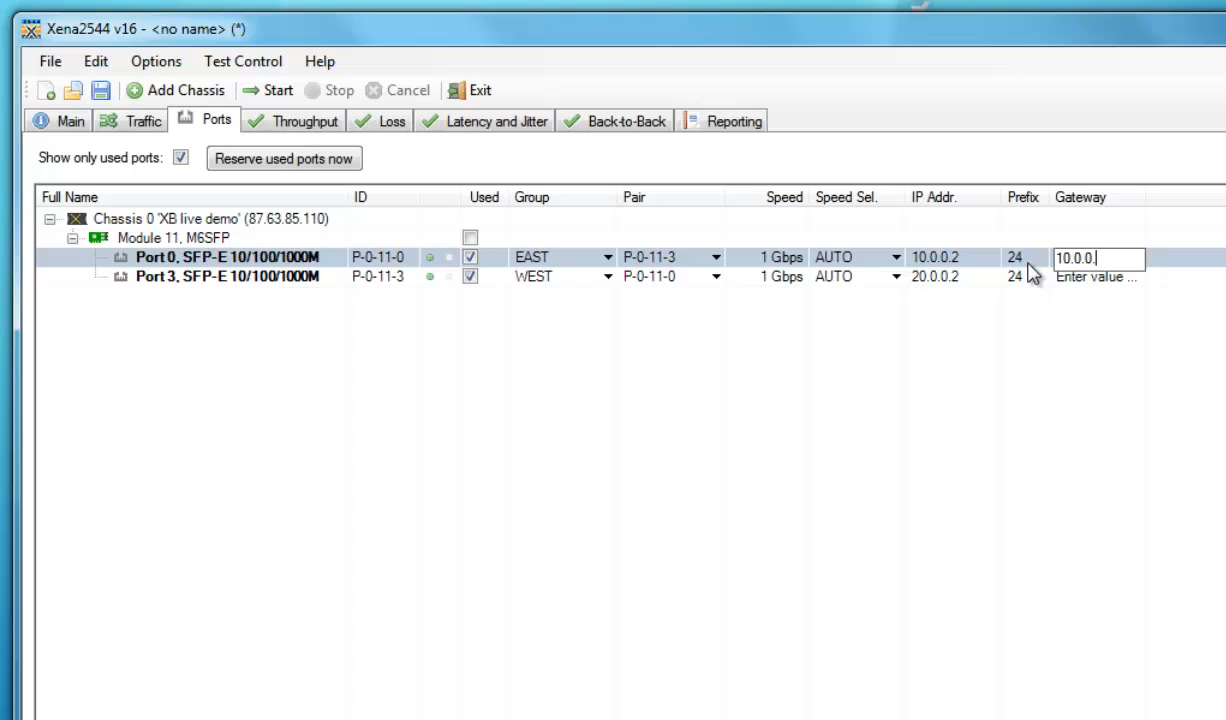 Xena2544 v16 - <no name> (*)
File Edit Options Test Control Help
Add Chassis Start Stop Cancel Exit
Main Traffic Ports Throughput Loss Latency and Jitter Back-to-Back Reporting
Show only used ports: Reserve used ports now
Full Name ID Used Group Pair Speed Speed Sel. IP Addr. Prefix Gateway
Chassis 0 'XB live demo' (87.63.85.110)
Module 11, M6SFP
Port 0, SFP-E 10/100/1000M P-0-11-0 EAST P-0-11-3 1 Gbps AUTO 10.0.0.2 24 10.0.0.
Port 3, SFP-E 10/100/1000M P-0-11-3 WEST P-0-11-0 1 Gbps AUTO 20.0.0.2 24 Enter value ...